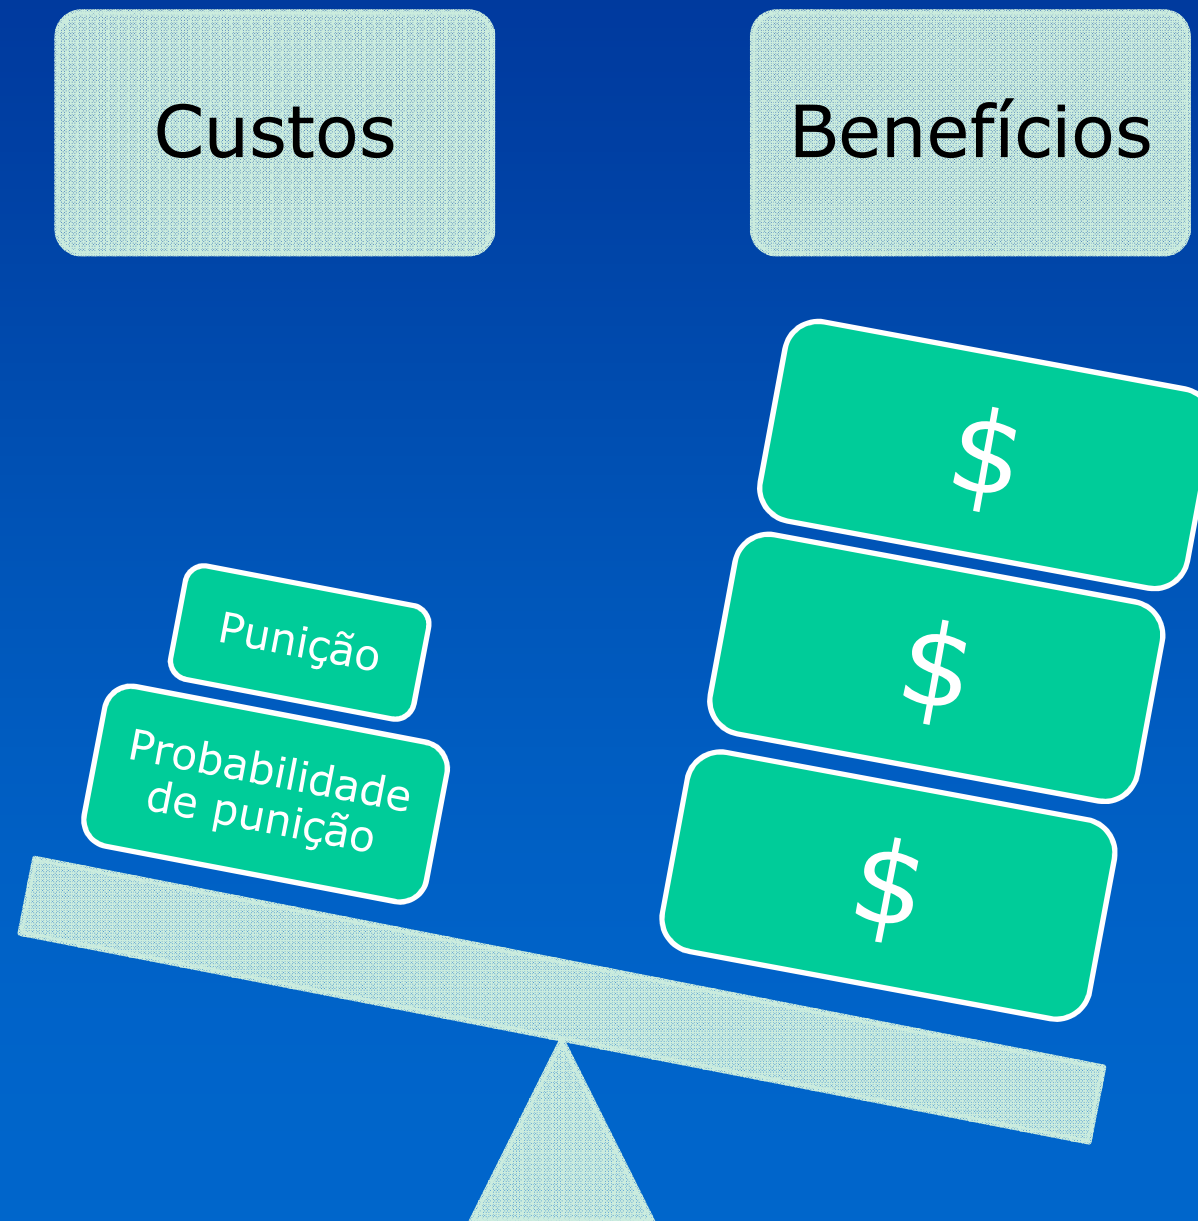 Custos
Benefícios
Punição
Probabilidade
de punição
$
$
$